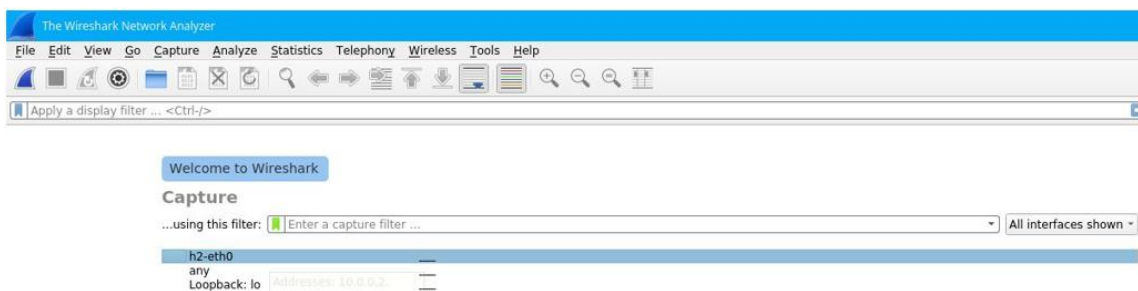 The Wireshark Network Analyzer
File Edit View Go Capture Analyze Statistics Telephony Wireless Tools Help
Apply a display filter ... <Ctrl-/>
Welcome to Wireshark
Capture
...using this filter: Enter a capture filter ... All interfaces shown
h2-eth0
any
Loopback: lo Addresses: 10.0.0.2,